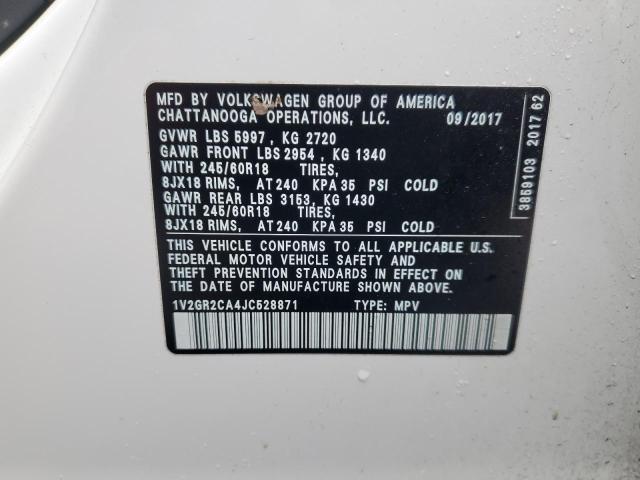 MFD BY VOLKSWAGEN GROUP OF AMERICA
CHATTANOOGA OPERATIONS, LLC. 09/2017
GVWR LBS 5997 , KG 2720
GAWR FRONT LBS 2954 , KG 1340
WITH 245/60R18 TIRES,
8JX18 RIMS, AT 240 KPA 35 PSI COLD
GAWR REAR LBS 3153, KG 1430
WITH 245/60R18 TIRES,
8JX18 RIMS, AT 240 KPA 35 PSI COLD
THIS VEHICLE CONFORMS TO ALL APPLICABLE U.S.
FEDERAL MOTOR VEHICLE SAFETY AND
THEFT PREVENTION STANDARDS IN EFFECT ON
THE DATE OF MANUFACTURE SHOWN ABOVE.
1V2GR2CA4JC528871 TYPE: MPV
3859103 2017 62